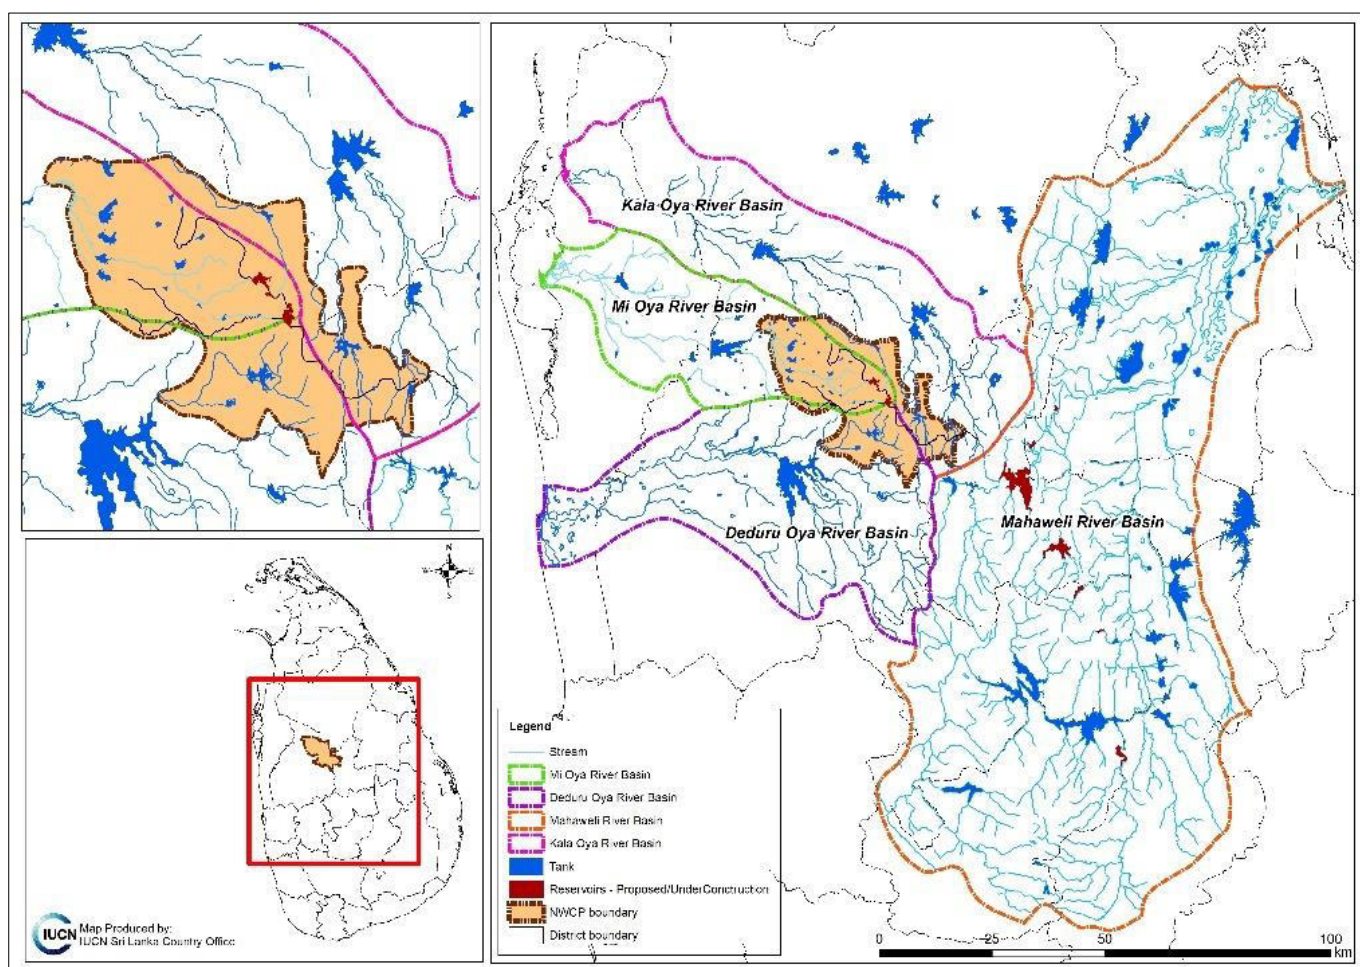 Kala Oya River Basin
Mi Oya River Basin
Deduru Oya River Basin
Mahaweli River Basin
N
W
E
S
Legend
Stream
Mi Oya River Basin
Deduru Oya River Basin
Mahaweli River Basin
Kala Oya River Basin
Tank
Reservoirs - Proposed/UnderConstruction
NWCP boundary
District boundary
IUCN
Map Produced by:
IUCN Sri Lanka Country Office
0 25 50 100
km